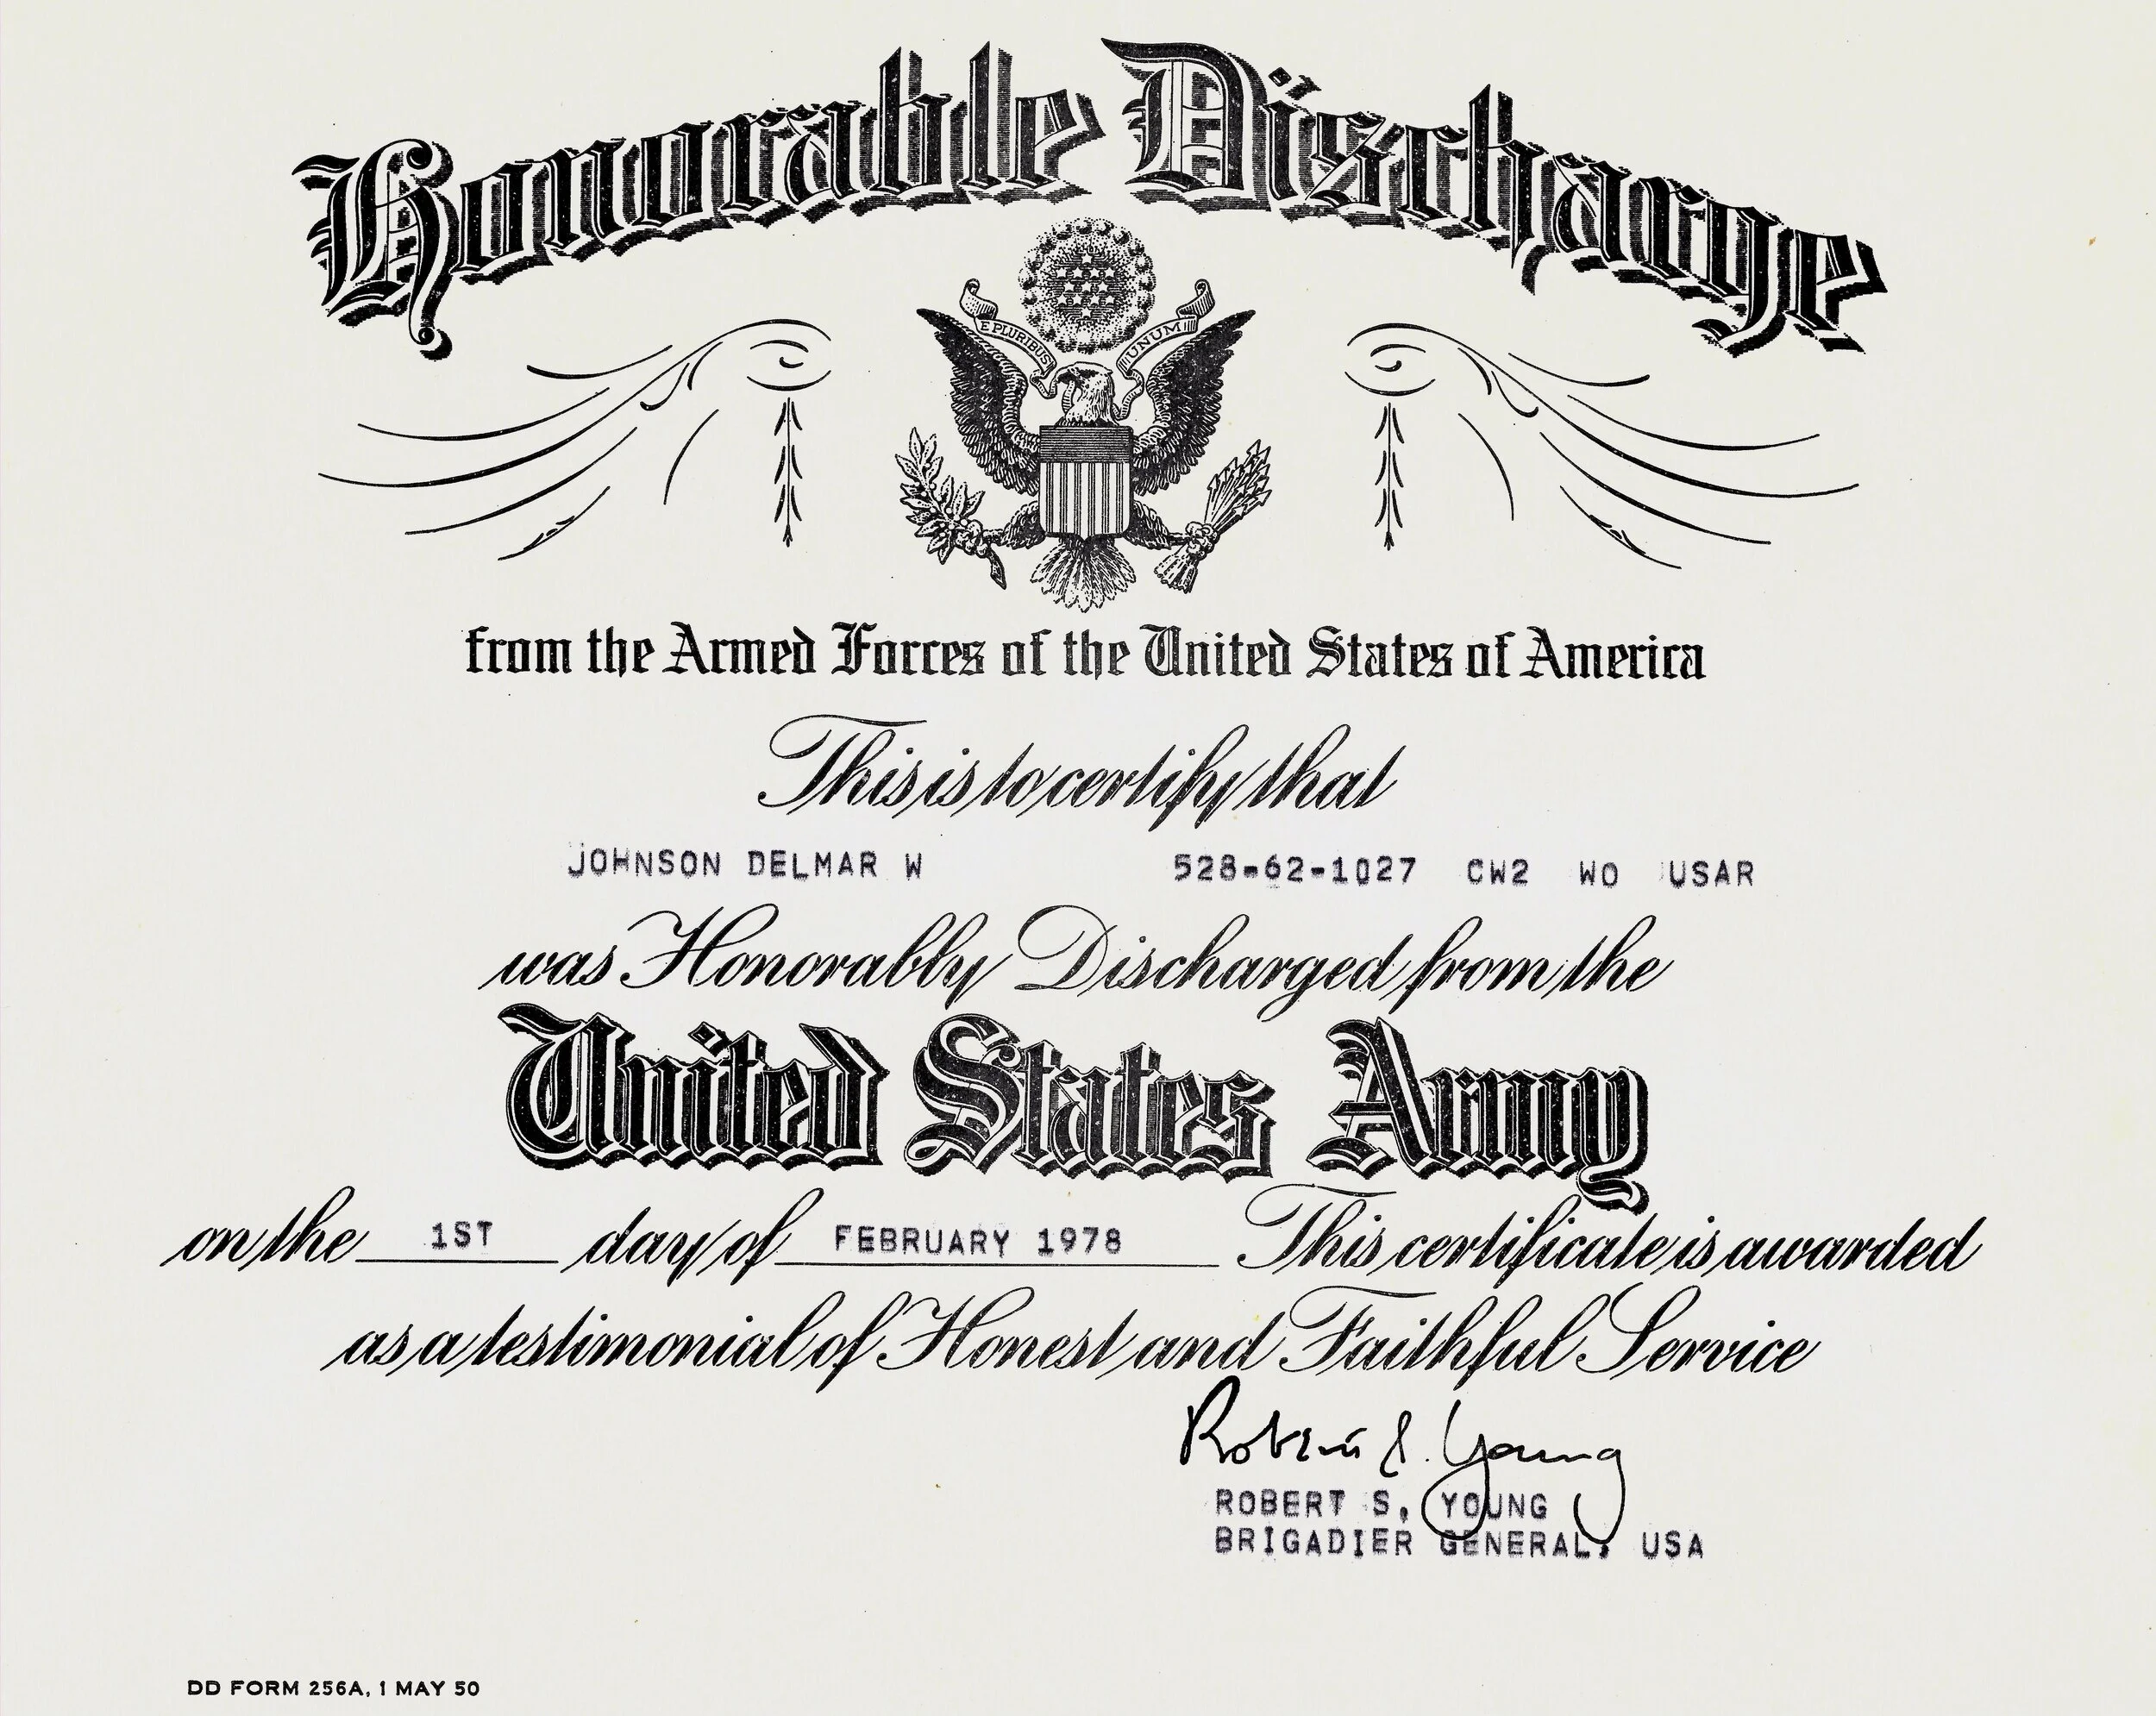 Honorable Discharge
E PLURIBUS UNUM
from the Armed Forces of the United States of America
This is to certify that
JOHNSON DELMAR W 528-62-1027 CW2 WO USAR
was Honorably Discharged from the
United States Army
on the 1ST day of FEBRUARY 1978 This certificate is awarded
as a testimonial of Honest and Faithful Service
Robert S. Young
ROBERT S. YOUNG
BRIGADIER GENERAL, USA
DD FORM 256A, 1 MAY 50